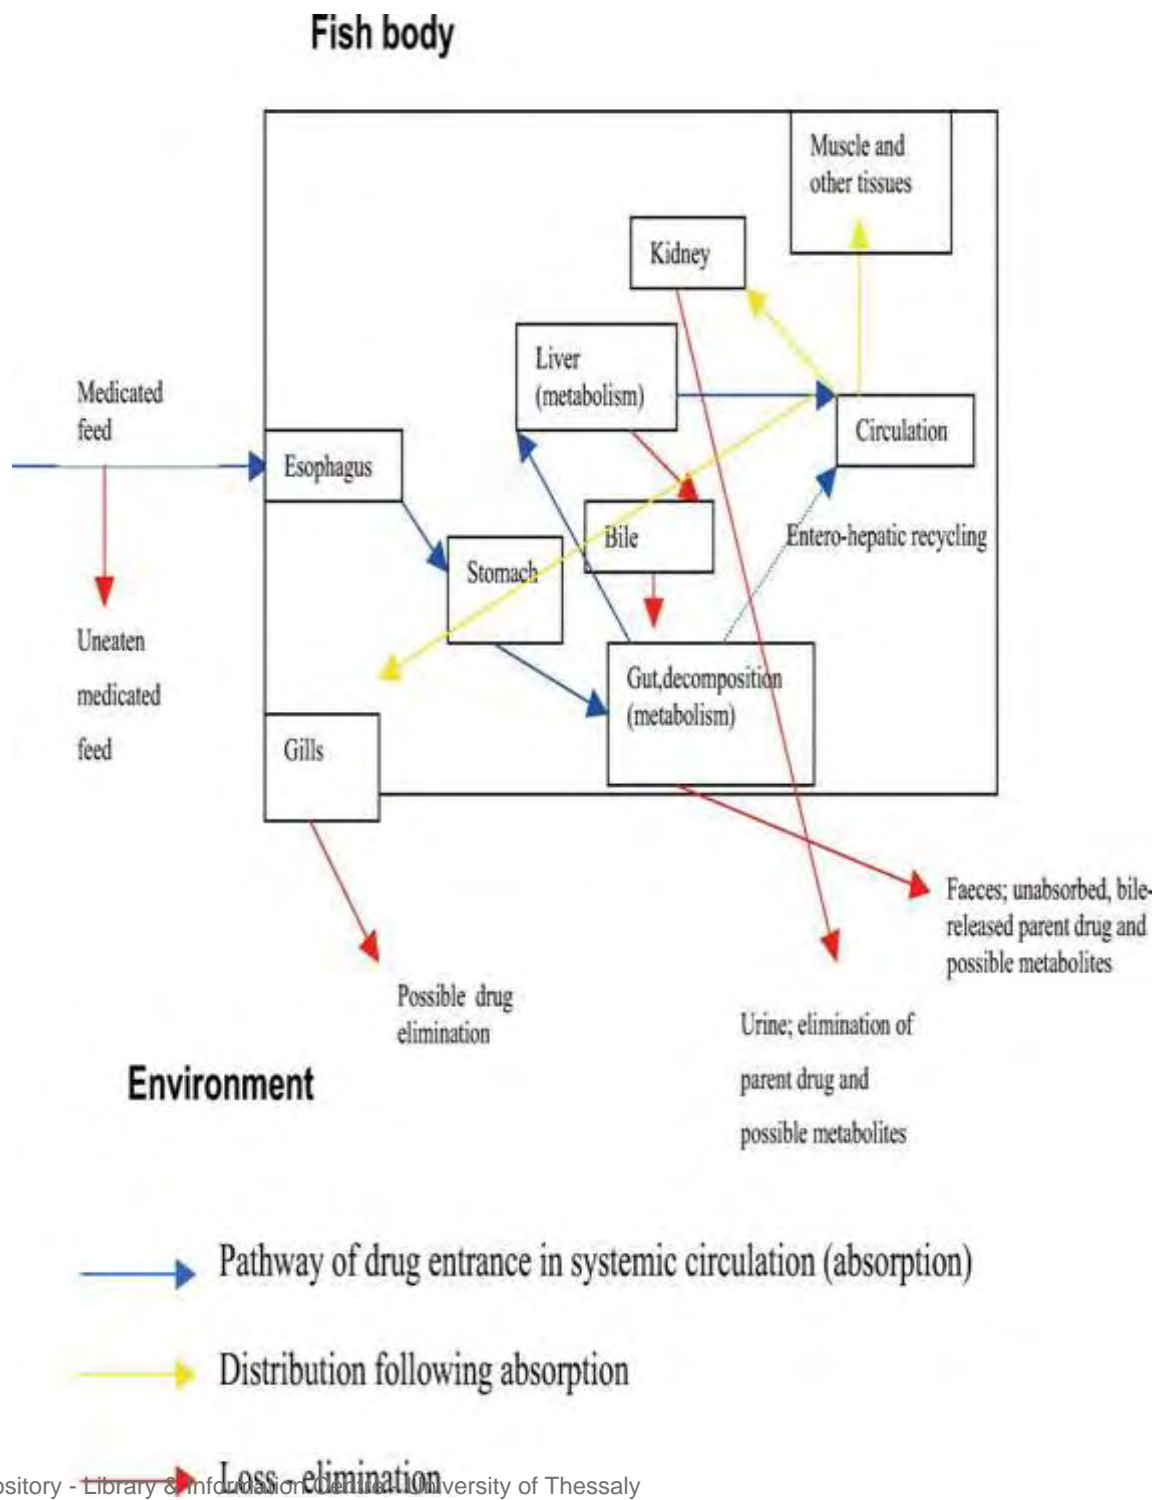 Fish body
Muscle and
other tissues
Kidney
Liver
(metabolism)
Medicated
feed
Circulation
Esophagus
Bile
Entero-hepatic recycling
Stomach
Uneaten
medicated
feed
Gut,decomposition
(metabolism)
Gills
Faeces; unabsorbed, bile-
released parent drug and
possible metabolites
Possible drug
elimination
Urine; elimination of
parent drug and
possible metabolites
Environment
Pathway of drug entrance in systemic circulation (absorption)
Distribution following absorption
Loss - elimination
ository - Library & Information Centre - University of Thessaly